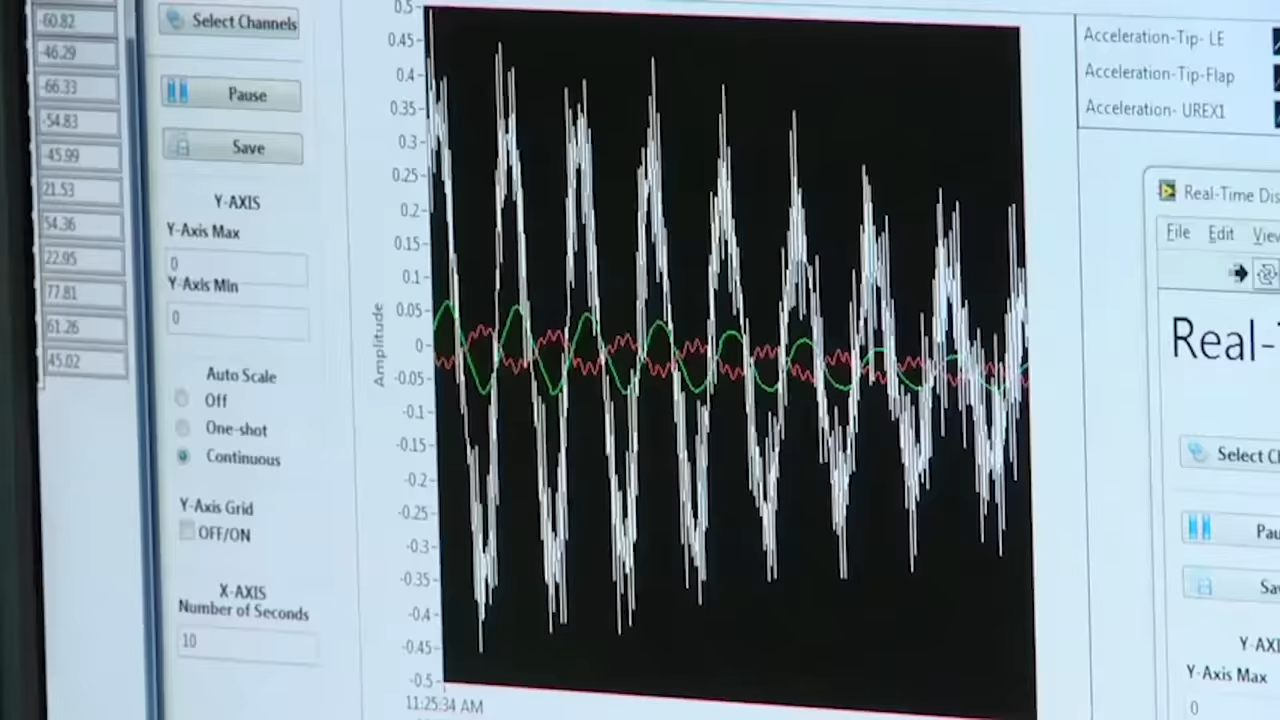 -60.82
-46.29
-66.33
-54.83
-45.99
21.53
54.36
22.95
77.81
61.26
45.02
Select Channels
Pause
Save
Y-AXIS
Y-Axis Max
0
Y-Axis Min
0
Auto Scale
Off
One-shot
Continuous
Y-Axis Grid
OFF/ON
X-AXIS
Number of Seconds
10
Amplitude
0.5
0.45
0.4
0.35
0.3
0.25
0.2
0.15
0.1
0.05
0
-0.05
-0.1
-0.15
-0.2
-0.25
-0.3
-0.35
-0.4
-0.45
-0.5
11:25:34 AM
Acceleration-Tip- LE
Acceleration-Tip-Flap
Acceleration- UREX1
Real-Time Dis
File Edit View
Real-
Select Cl
Pau
Sa
Y-AXI
Y-Axis Max
0